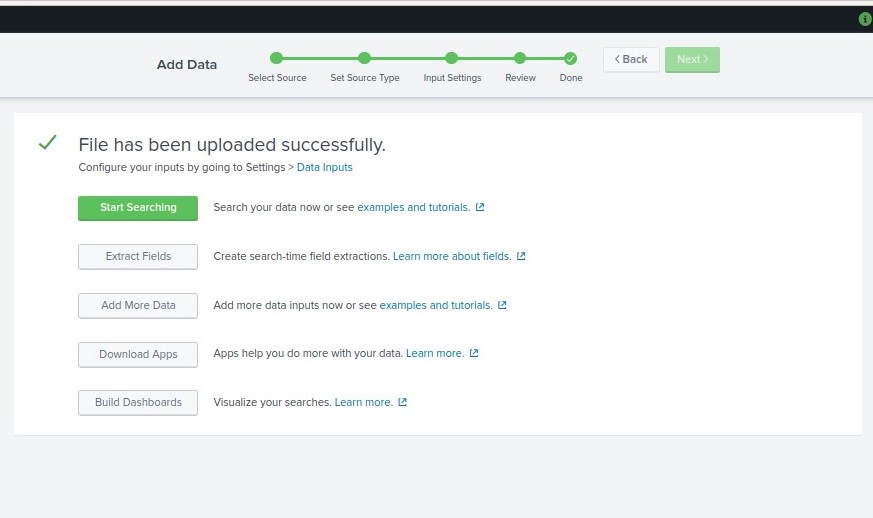 Add Data
Select Source
Set Source Type
Input Settings
Review
Done
< Back
Next >
File has been uploaded successfully.
Configure your inputs by going to Settings > Data Inputs
Start Searching
Search your data now or see examples and tutorials.
Extract Fields
Create search-time field extractions. Learn more about fields.
Add More Data
Add more data inputs now or see examples and tutorials.
Download Apps
Apps help you do more with your data. Learn more.
Build Dashboards
Visualize your searches. Learn more.